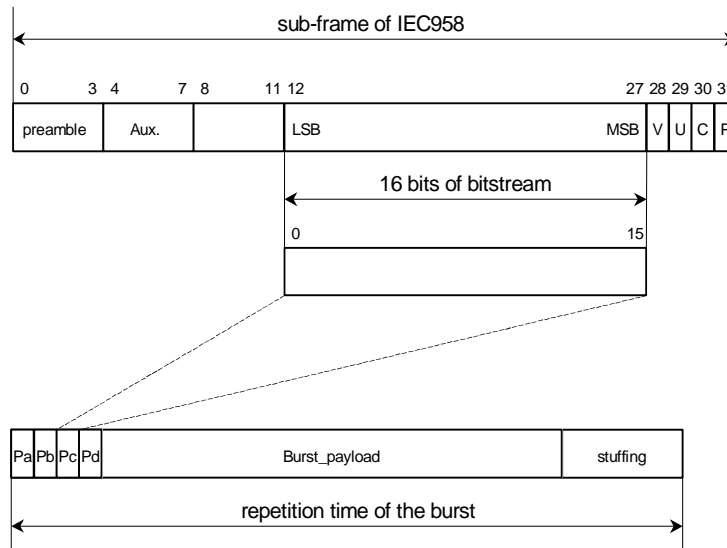 sub-frame of IEC958
0 3 4 7 8 11 12 27 28 29 30 3
preamble Aux. LSB MSB V U C P
16 bits of bitstream
0 15
Pa Pb Pc Pd Burst_payload stuffing
repetition time of the burst